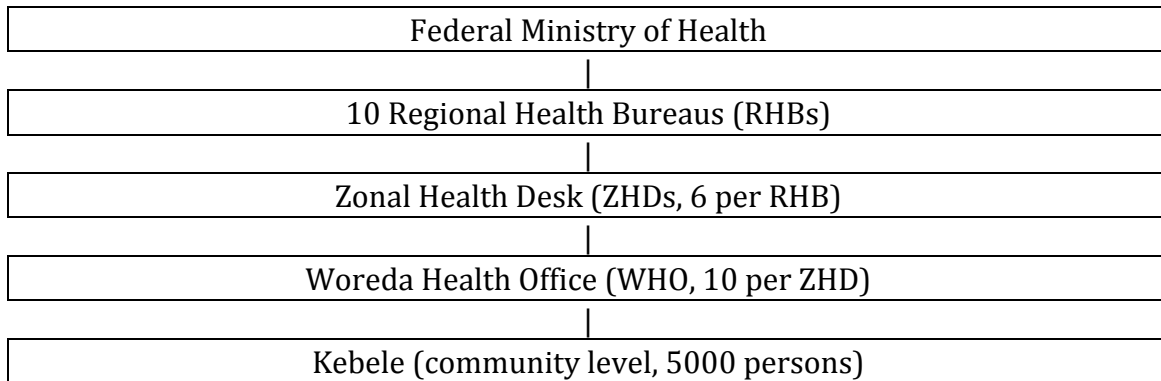 Federal Ministry of Health
10 Regional Health Bureaus (RHBs)
Zonal Health Desk (ZHDs, 6 per RHB)
Woreda Health Office (WHO, 10 per ZHD)
Kebele (community level, 5000 persons)